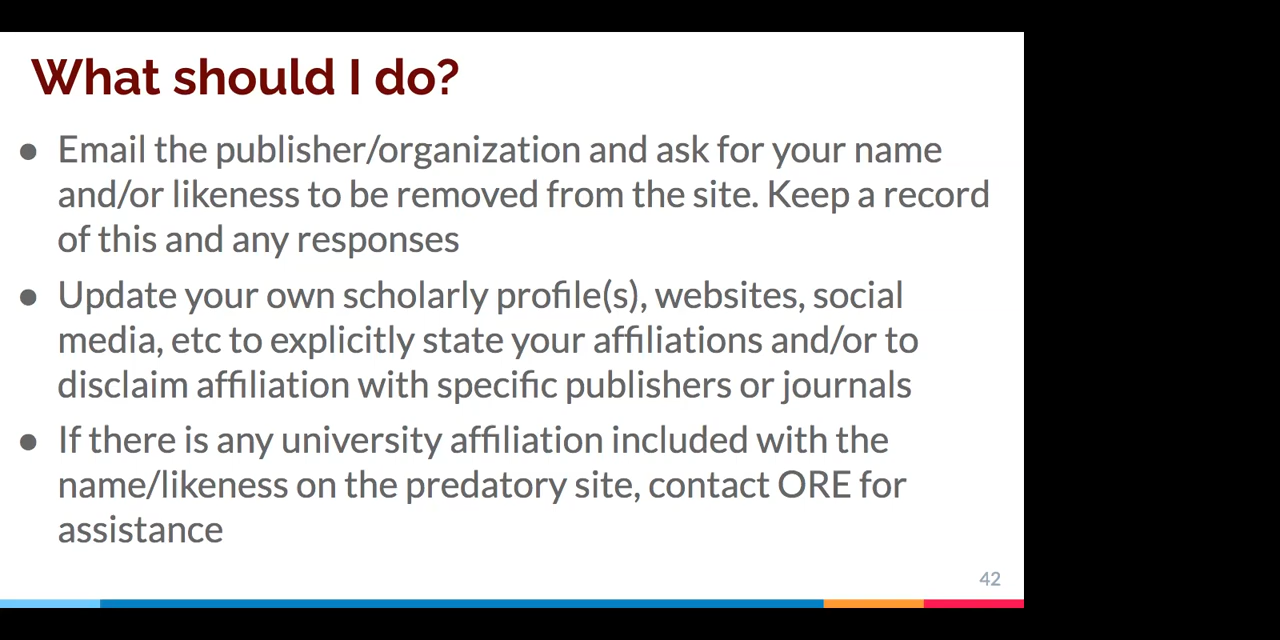 What should I do?
● Email the publisher/organization and ask for your name
and/or likeness to be removed from the site. Keep a record
of this and any responses
● Update your own scholarly profile(s), websites, social
media, etc to explicitly state your affiliations and/or to
disclaim affiliation with specific publishers or journals
● If there is any university affiliation included with the
name/likeness on the predatory site, contact ORE for
assistance
42